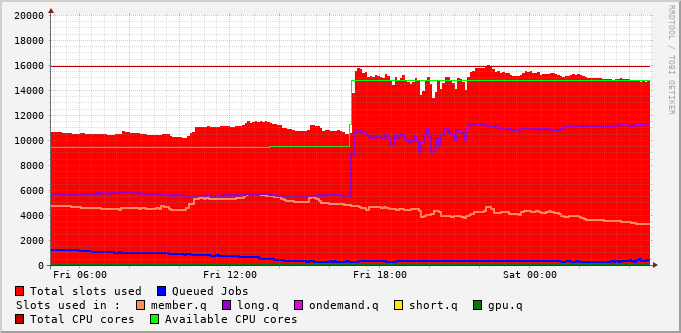 20000
18000
16000
14000
12000
10000
8000
6000
4000
2000
0
Fri 06:00 Fri 12:00 Fri 18:00 Sat 00:00
RRDTOOL / TOBI OETIKER
Total slots used Queued Jobs
Slots used in : member.q long.q ondemand.q short.q gpu.q
Total CPU cores Available CPU cores